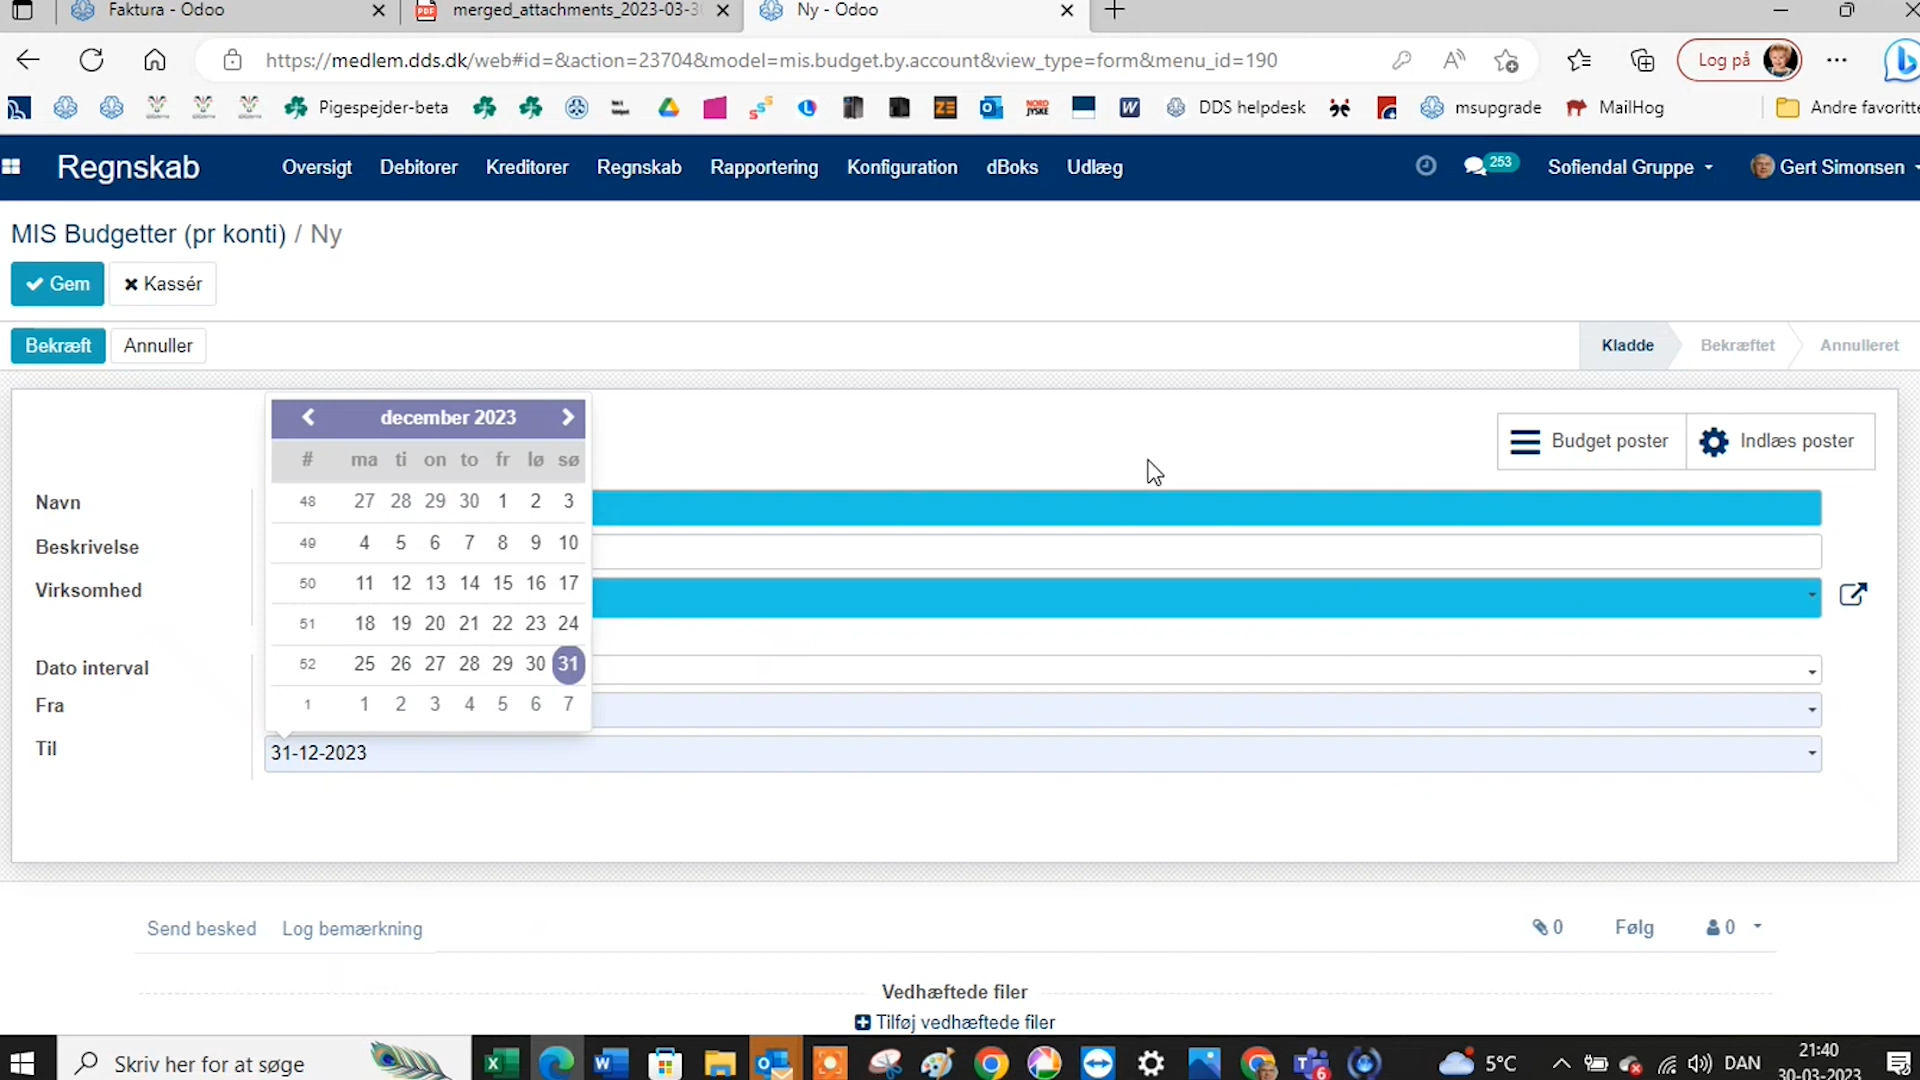 Faktura - Odoo
merged_attachments_2023-03-30
Ny - Odoo
https://medlem.dds.dk/web#id=&action=23704&model=mis.budget.by.account&view_type=form&menu_id=190
Log på
Pigespejder-beta
DDS helpdesk
msupgrade
MailHog
Andre favoritte
Regnskab
Oversigt
Debitorer
Kreditorer
Regnskab
Rapportering
Konfiguration
dBoks
Udlæg
253
Sofiendal Gruppe
Gert Simonsen
MIS Budgetter (pr konti) / Ny
Gem
Kassér
Bekræft
Annuller
Kladde
Bekræftet
Annulleret
december 2023
# ma ti on to fr lø sø
48 27 28 29 30 1 2 3
49 4 5 6 7 8 9 10
50 11 12 13 14 15 16 17
51 18 19 20 21 22 23 24
52 25 26 27 28 29 30 31
1 1 2 3 4 5 6 7
Budget poster
Indlæs poster
Navn
Beskrivelse
Virksomhed
Dato interval
Fra
Til
31-12-2023
Send besked
Log bemærkning
0
Følg
0
Vedhæftede filer
Tilføj vedhæftede filer
Skriv her for at søge
6
5°C
DAN
21:40
30-03-2023